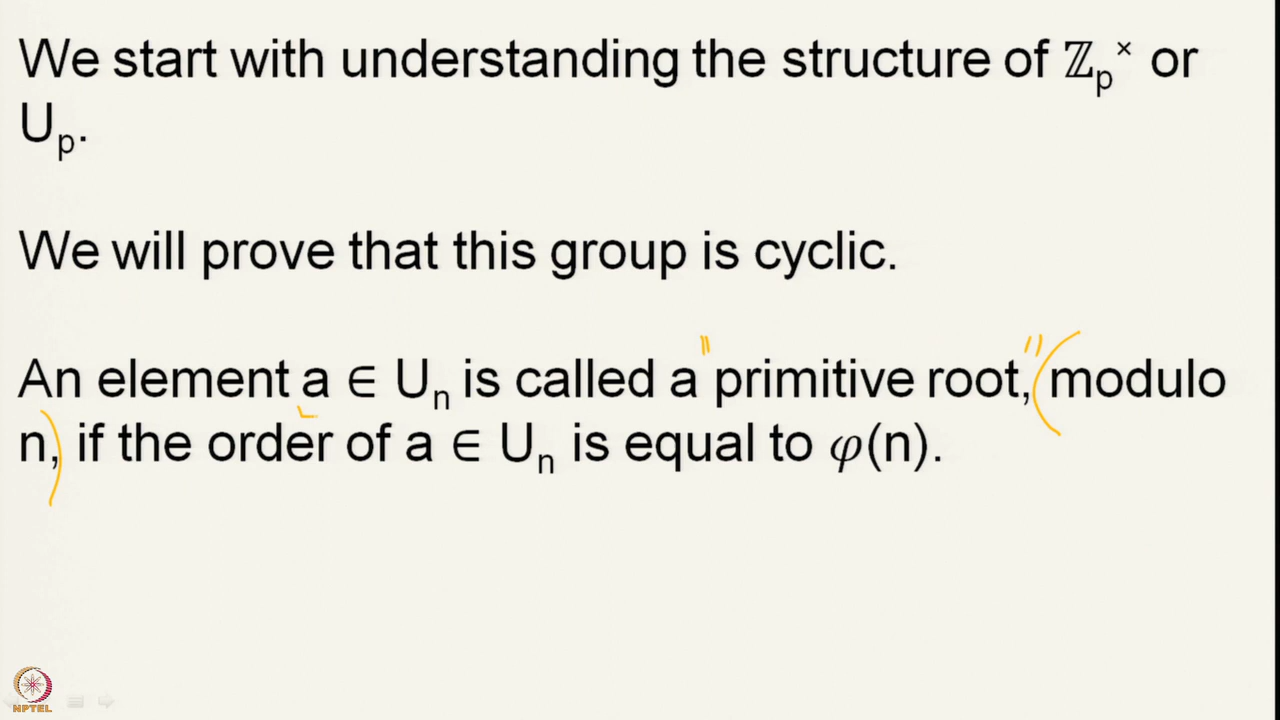 We start with understanding the structure of ℤₚ× or
Uₚ.
We will prove that this group is cyclic.
An element a ∈ Uₙ is called a "primitive root," (modulo
n,) if the order of a ∈ Uₙ is equal to φ(n).
NPTEL